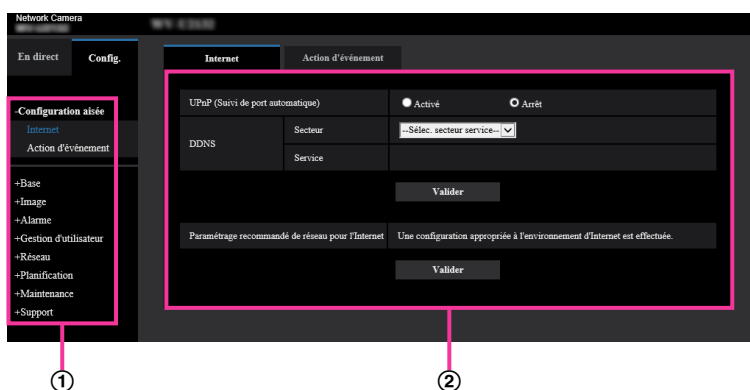 Network Camera
En direct
Config.
Internet
Action d'événement
-Configuration aisée
Internet
Action d'événement
+Base
+Image
+Alarme
+Gestion d'utilisateur
+Réseau
+Planification
+Maintenance
+Support
UPnP (Suivi de port automatique)
Activé
Arrêt
DDNS
Secteur
--Sélec. secteur service--
Service
Valider
Paramétrage recommandé de réseau pour l'Internet
Une configuration appropriée à l'environnement d'Internet est effectuée.
Valider
①
②